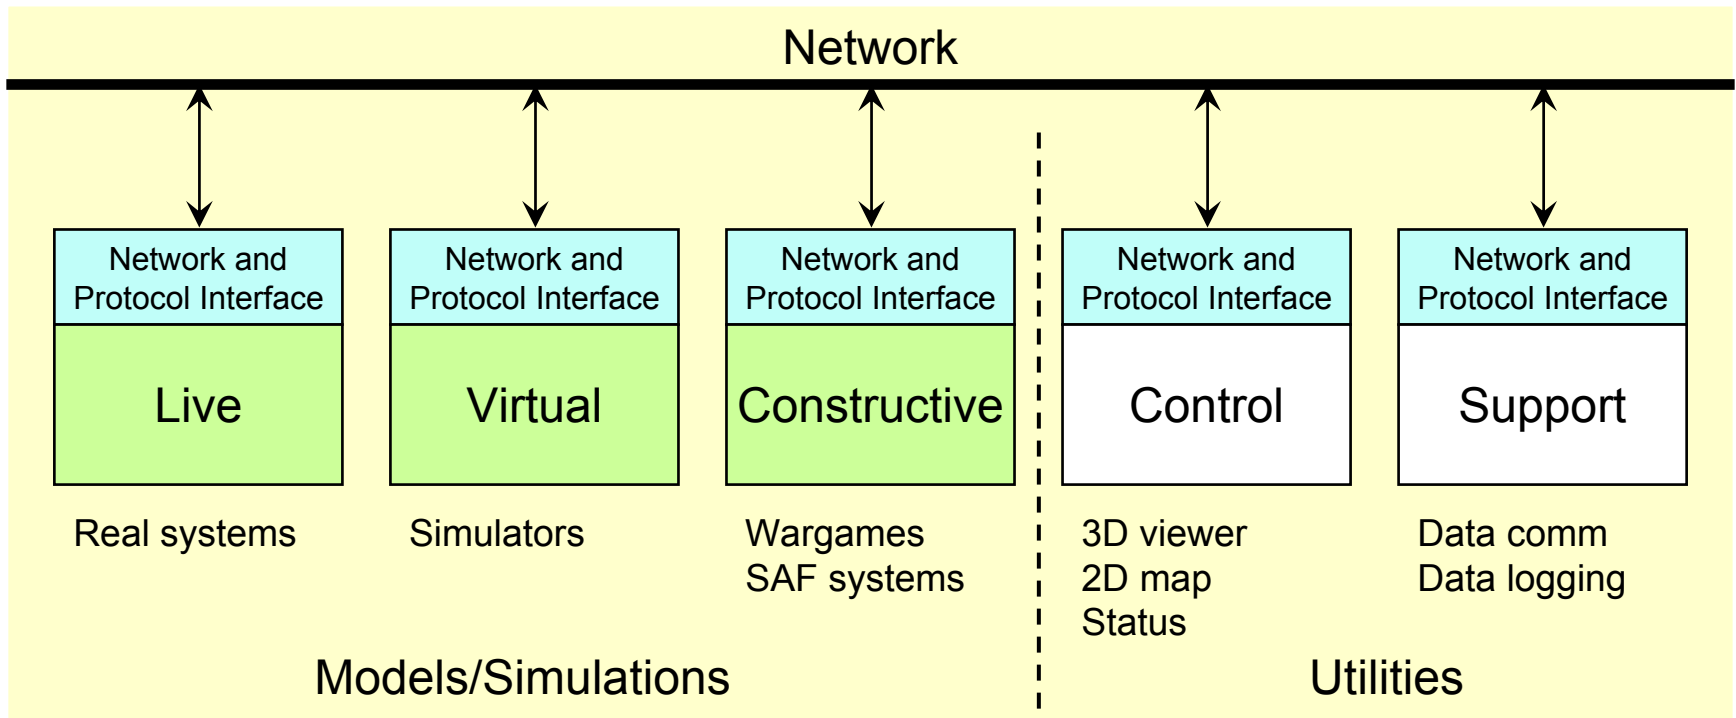 Network
Network and
Protocol Interface
Live
Real systems
Network and
Protocol Interface
Virtual
Simulators
Network and
Protocol Interface
Constructive
Wargames
SAF systems
Models/Simulations
Network and
Protocol Interface
Control
3D viewer
2D map
Status
Network and
Protocol Interface
Support
Data comm
Data logging
Utilities